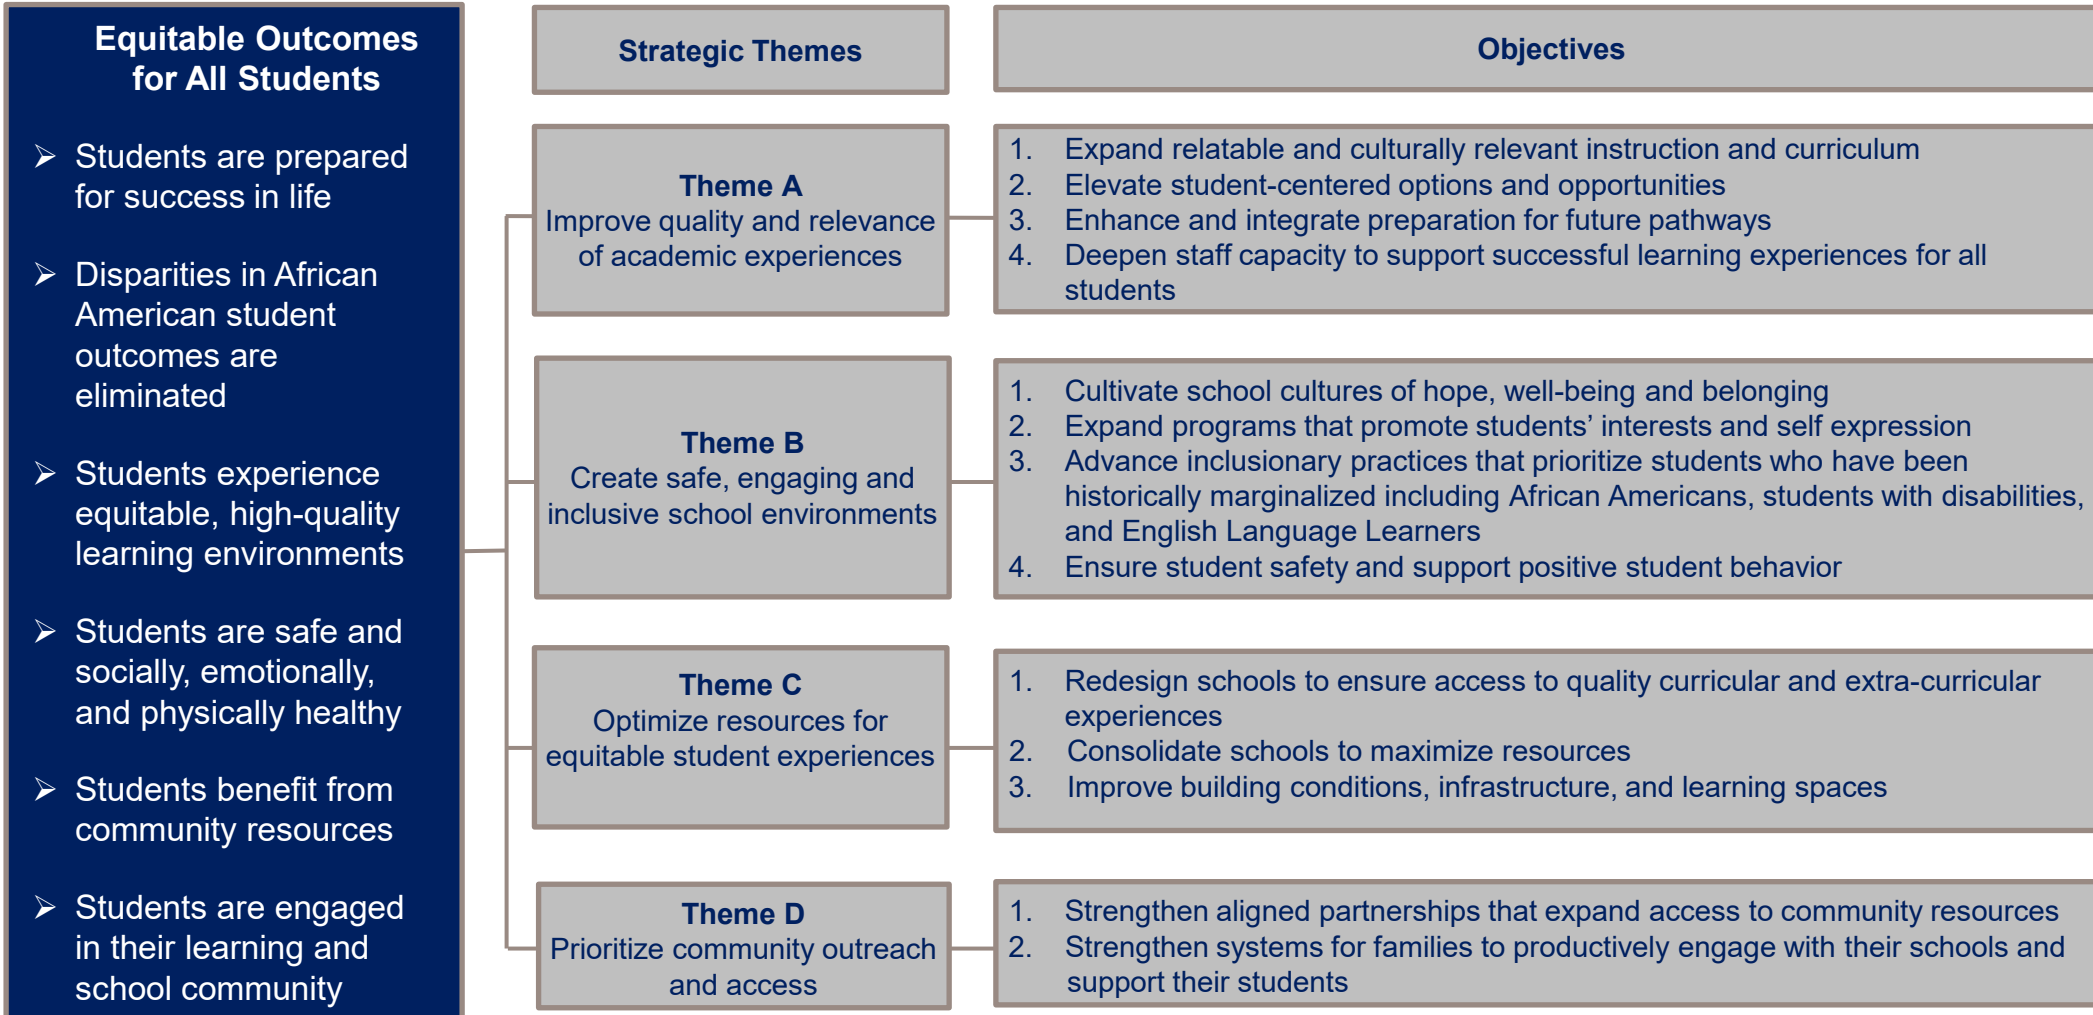 Equitable Outcomes
for All Students
➢ Students are prepared
for success in life
➢ Disparities in African
American student
outcomes are
eliminated
➢ Students experience
equitable, high-quality
learning environments
➢ Students are safe and
socially, emotionally,
and physically healthy
➢ Students benefit from
community resources
➢ Students are engaged
in their learning and
school community
Strategic Themes
Objectives
Theme A
Improve quality and relevance
of academic experiences
1. Expand relatable and culturally relevant instruction and curriculum
2. Elevate student-centered options and opportunities
3. Enhance and integrate preparation for future pathways
4. Deepen staff capacity to support successful learning experiences for all
students
Theme B
Create safe, engaging and
inclusive school environments
1. Cultivate school cultures of hope, well-being and belonging
2. Expand programs that promote students’ interests and self expression
3. Advance inclusionary practices that prioritize students who have been
historically marginalized including African Americans, students with disabilities,
and English Language Learners
4. Ensure student safety and support positive student behavior
Theme C
Optimize resources for
equitable student experiences
1. Redesign schools to ensure access to quality curricular and extra-curricular
experiences
2. Consolidate schools to maximize resources
3. Improve building conditions, infrastructure, and learning spaces
Theme D
Prioritize community outreach
and access
1. Strengthen aligned partnerships that expand access to community resources
2. Strengthen systems for families to productively engage with their schools and
support their students